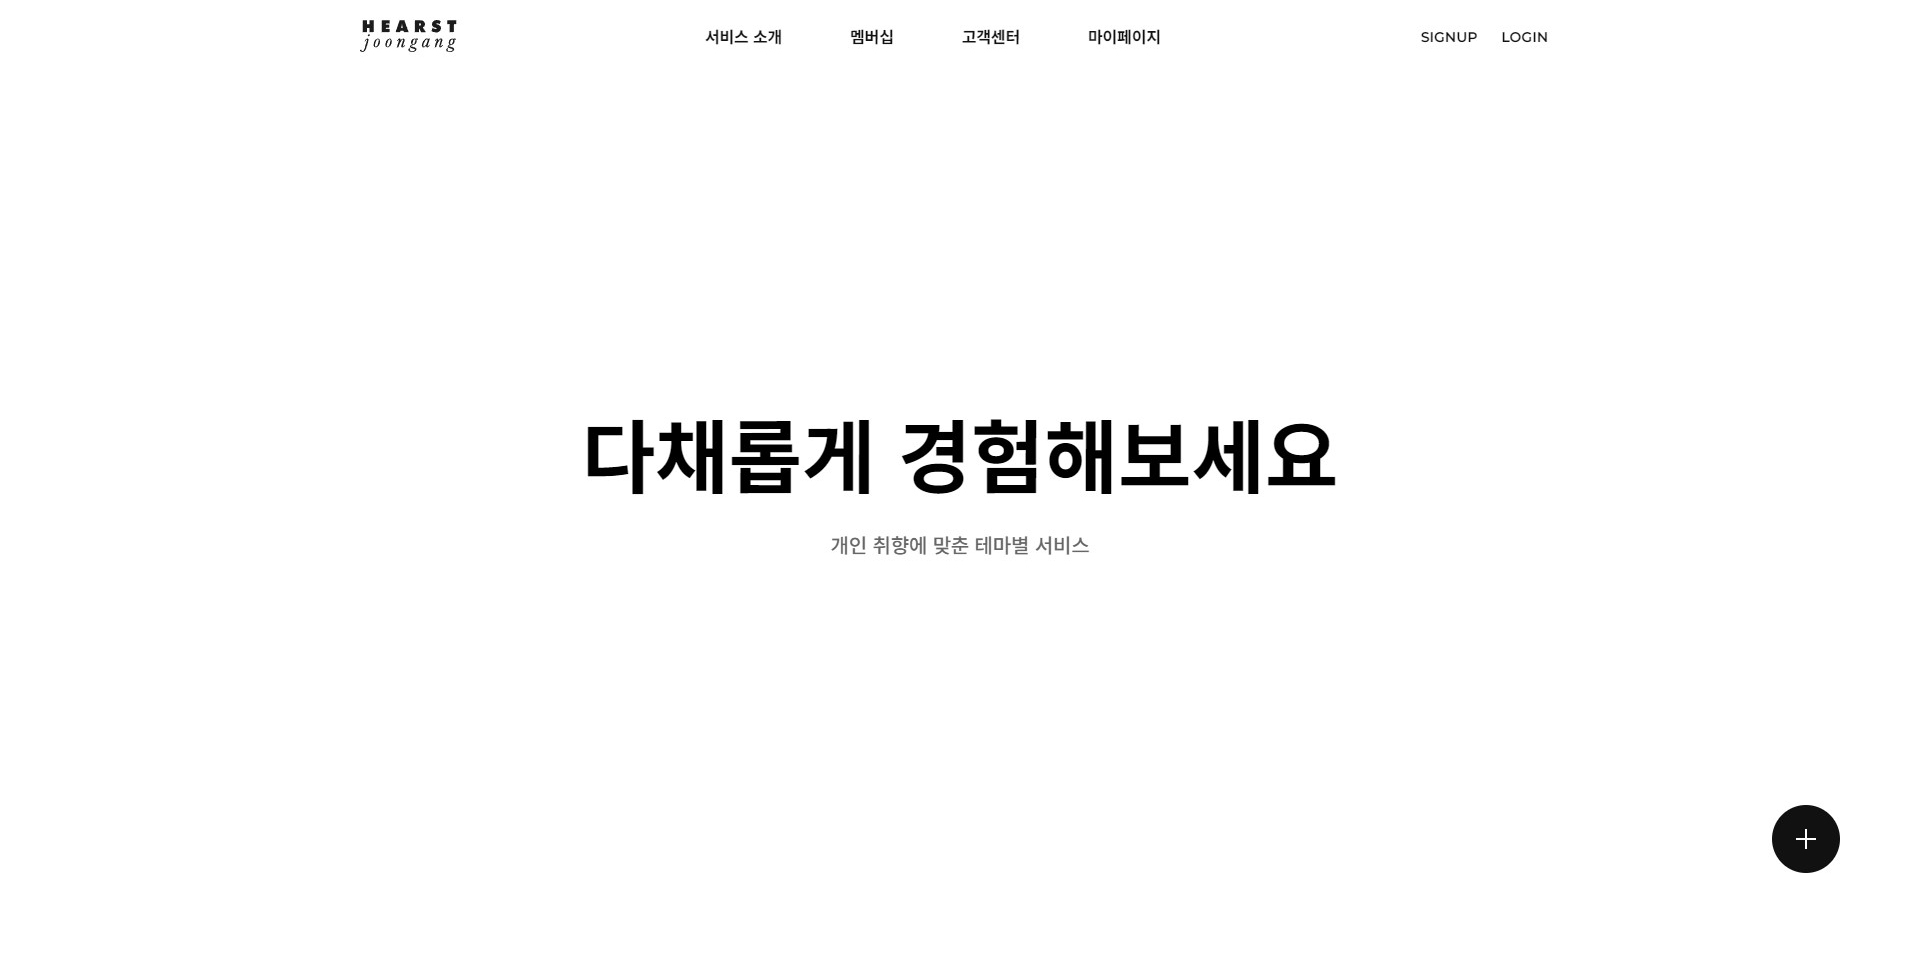 HEARST
joongang
서비스 소개
멤버십
고객센터
마이페이지
SIGNUP
LOGIN
다채롭게 경험해보세요
개인 취향에 맞춘 테마별 서비스